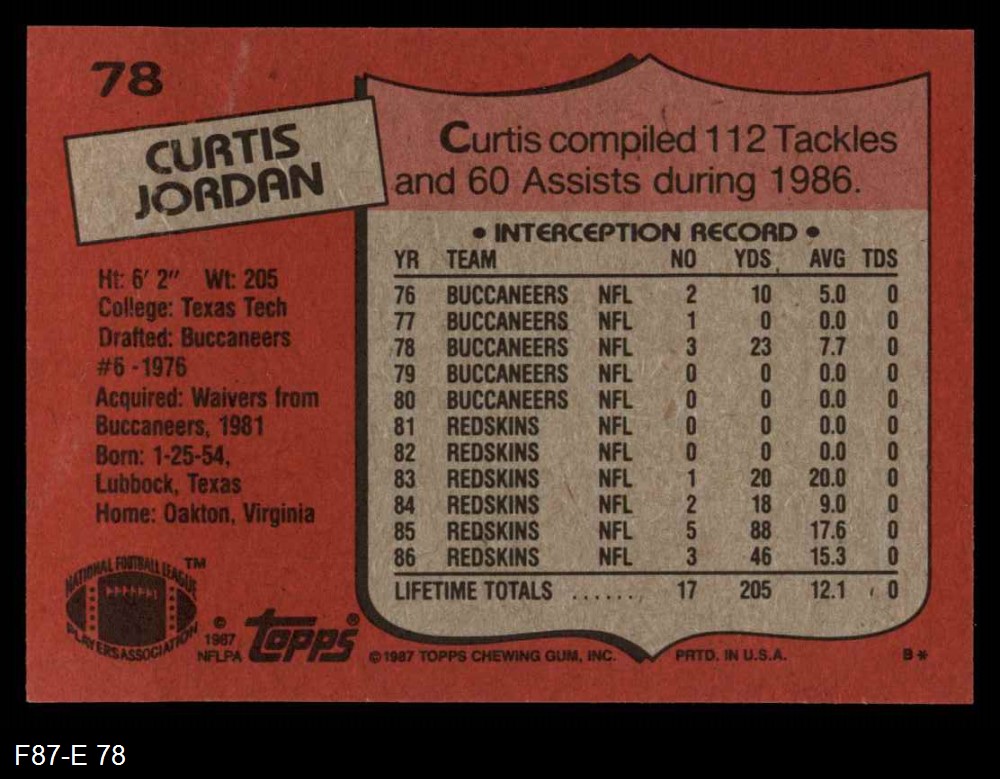 78
CURTIS
JORDAN
Curtis compiled 112 Tackles
and 60 Assists during 1986.
Ht: 6' 2" Wt: 205
College: Texas Tech
Drafted: Buccaneers
#6 - 1976
Acquired: Waivers from
Buccaneers, 1981
Born: 1-25-54,
Lubbock, Texas
Home: Oakton, Virginia
• INTERCEPTION RECORD •
YR TEAM NO YDS. AVG TDS
76 BUCCANEERS NFL 2 10 5.0 0
77 BUCCANEERS NFL 1 0 0.0 0
78 BUCCANEERS NFL 3 23 7.7 0
79 BUCCANEERS NFL 0 0 0.0 0
80 BUCCANEERS NFL 0 0 0.0 0
81 REDSKINS NFL 0 0 0.0 0
82 REDSKINS NFL 0 0 0.0 0
83 REDSKINS NFL 1 20 20.0 0
84 REDSKINS NFL 2 18 9.0 0
85 REDSKINS NFL 5 88 17.6 0
86 REDSKINS NFL 3 46 15.3 0
LIFETIME TOTALS ...... 17 205 12.1 0
NATIONAL FOOTBALL LEAGUE ™
PLAYERS ASSOCIATION
© 1987
NFLPA
topps®
© 1987 TOPPS CHEWING GUM, INC. PRTD. IN U.S.A. B*
F87-E 78